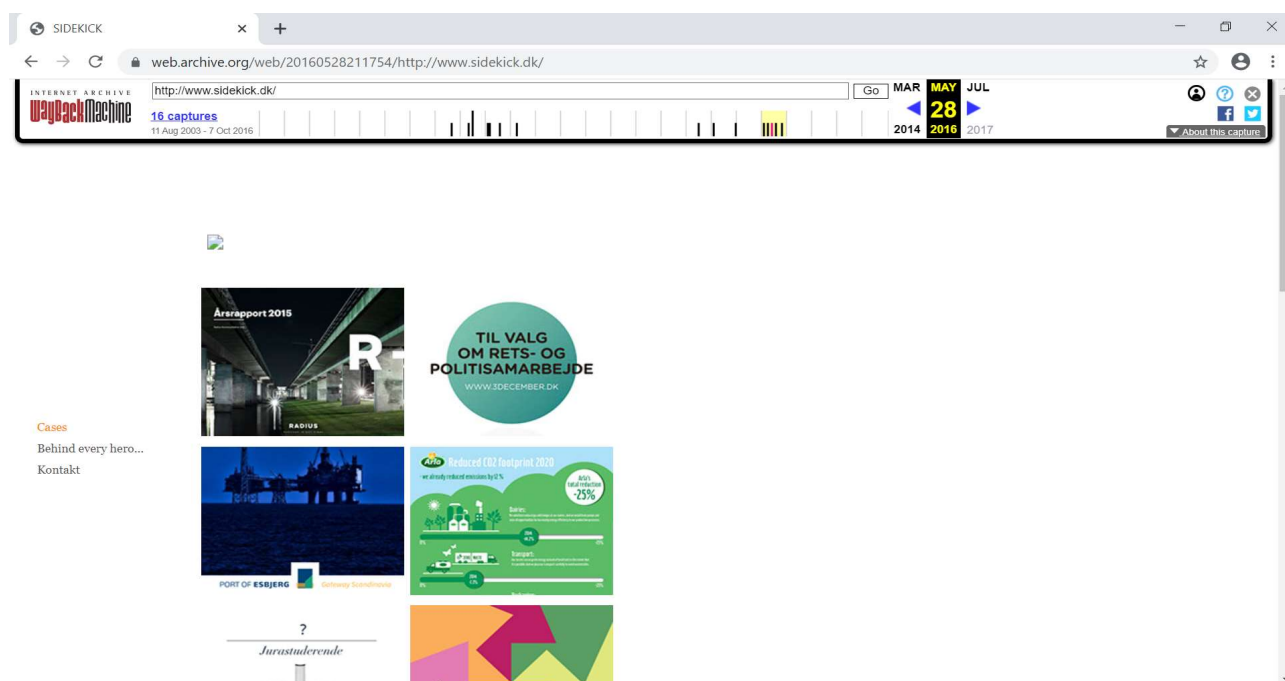 SIDEKICK
web.archive.org/web/20160528211754/http://www.sidekick.dk/
INTERNET ARCHIVE
WayBackMachine
http://www.sidekick.dk/
Go
MAR MAY JUL
16 captures
28
11 Aug 2003 - 7 Oct 2016
2014 2016 2017
About this capture
Årsrapport 2015
R
RADIUS
TIL VALG
OM RETS- OG
POLITISAMARBEJDE
WWW.3DECEMBER.DK
Cases
Behind every hero...
Kontakt
PORT OF ESBJERG
Gateway Scandinavia
Arla Reduced CO2 footprint 2020
- we already reduced emissions by 12 %
Arla's
total reduction
-25%
Dairies:
Transport:
?
Jurastuderende